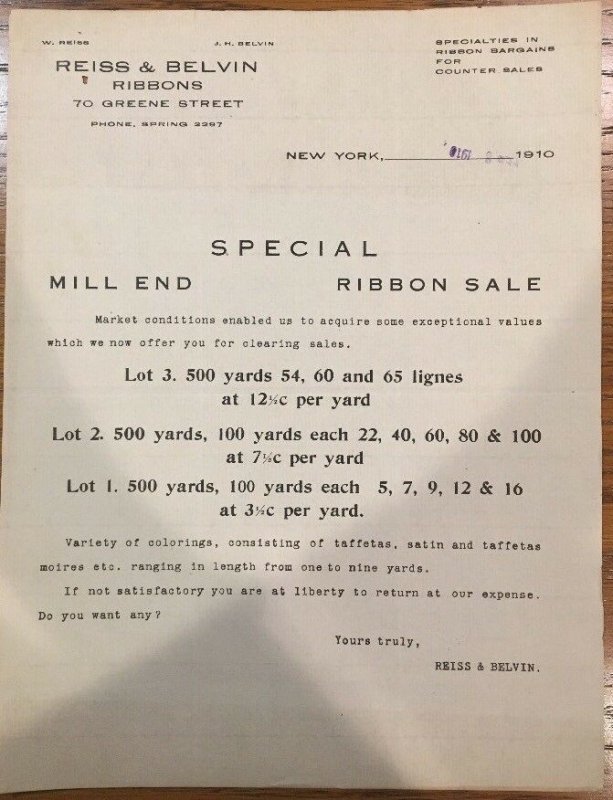 W. REISS J. H. BELVIN
REISS & BELVIN
RIBBONS
70 GREENE STREET
PHONE, SPRING 2297
SPECIALTIES IN
RIBBON BARGAINS
FOR
COUNTER SALES
NEW YORK, 1910
SPECIAL
MILL END RIBBON SALE
Market conditions enabled us to acquire some exceptional values
which we now offer you for clearing sales.
Lot 3. 500 yards 54, 60 and 65 lignes
at 12½c per yard
Lot 2. 500 yards, 100 yards each 22, 40, 60, 80 & 100
at 7½c per yard
Lot 1. 500 yards, 100 yards each 5, 7, 9, 12 & 16
at 3½c per yard.
Variety of colorings, consisting of taffetas, satin and taffetas
moires etc. ranging in length from one to nine yards.
If not satisfactory you are at liberty to return at our expense.
Do you want any?
Yours truly,
REISS & BELVIN.